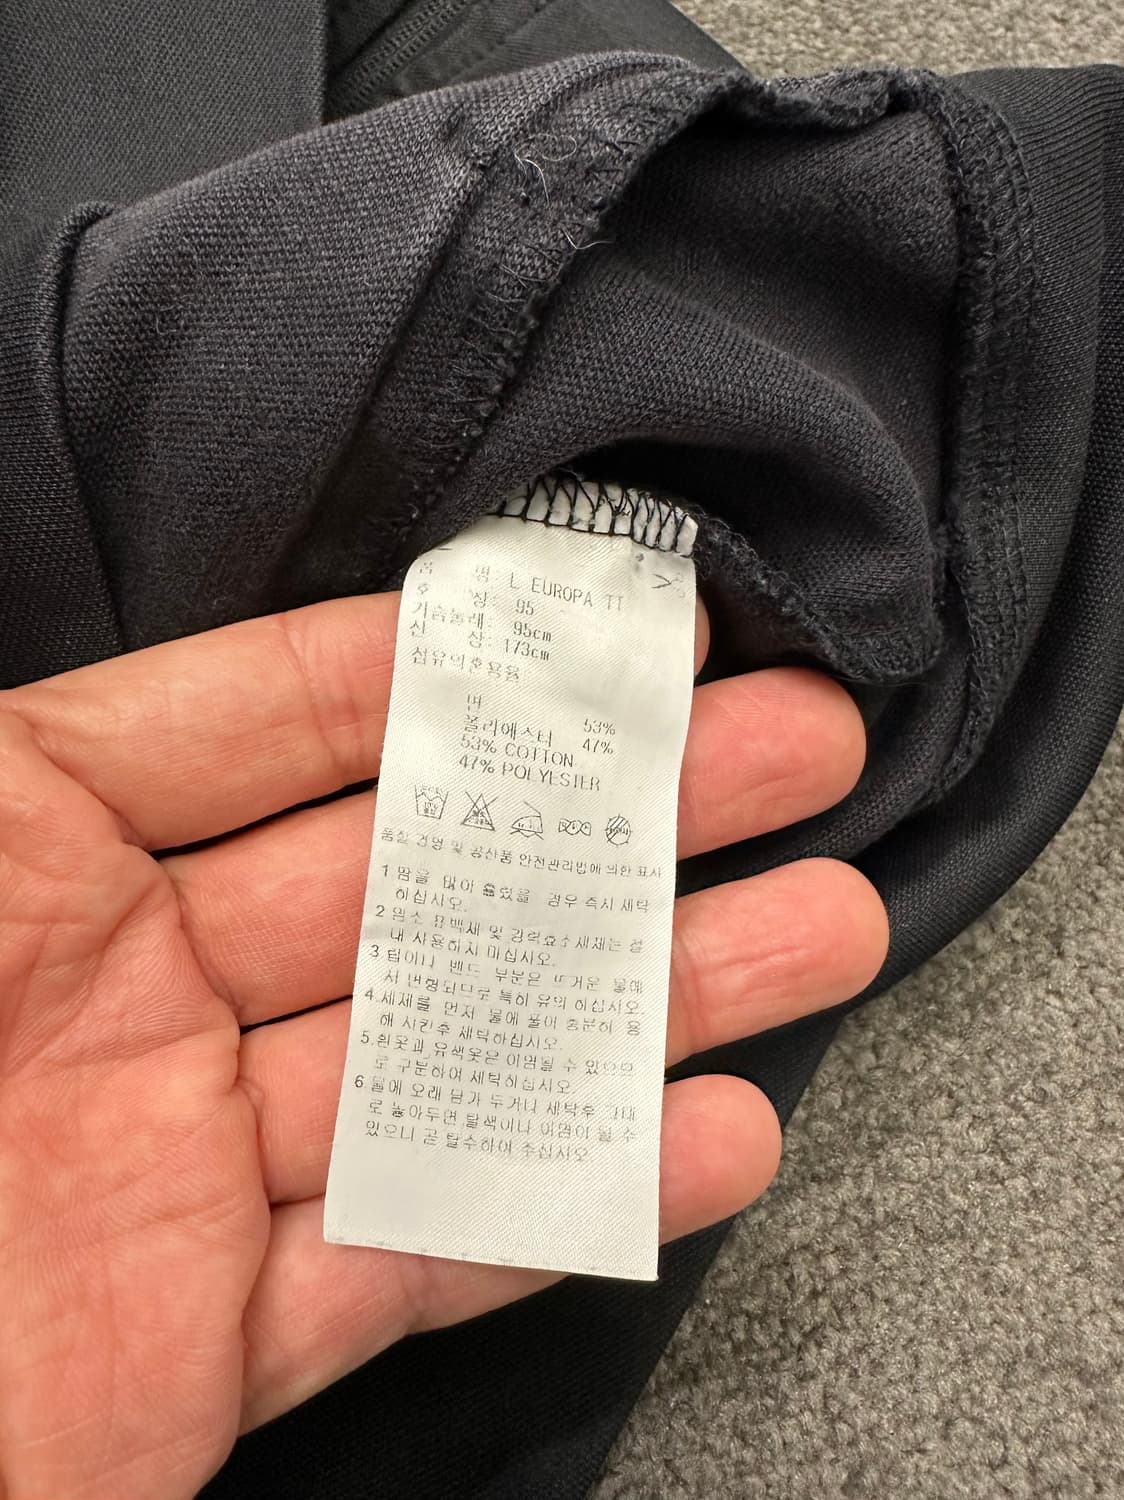 품 명: L EUROPA TT
호 상: 95
가슴둘레: 95cm
신 상: 173cm
섬유의혼용율
면 53%
폴리에스터 47%
53% COTTON
47% POLYESTER
품질 경영 및 공산품 안전관리법에 의한 표시
1 땀을 많이 흘렸을 경우 즉시 세탁
하십시오.
2 염소 표백제 및 강력효소세제는 절
내 사용하지 마십시오.
3 립이나 밴드 부분은 뜨거운 물에
서 변형되므로 특히 유의 하십시오.
4.세제를 먼저 물에 풀어 충분히 용
해 시킨후 세탁하십시오.
5.흰옷과 유색옷은 이염될 수 있으므
로 구분하여 세탁하십시오.
6.물에 오래 담가 두거나 세탁후 그대
로 놓아두면 탈색이나 이염이 될 수
있으니 곧 탈수하여 주십시오.